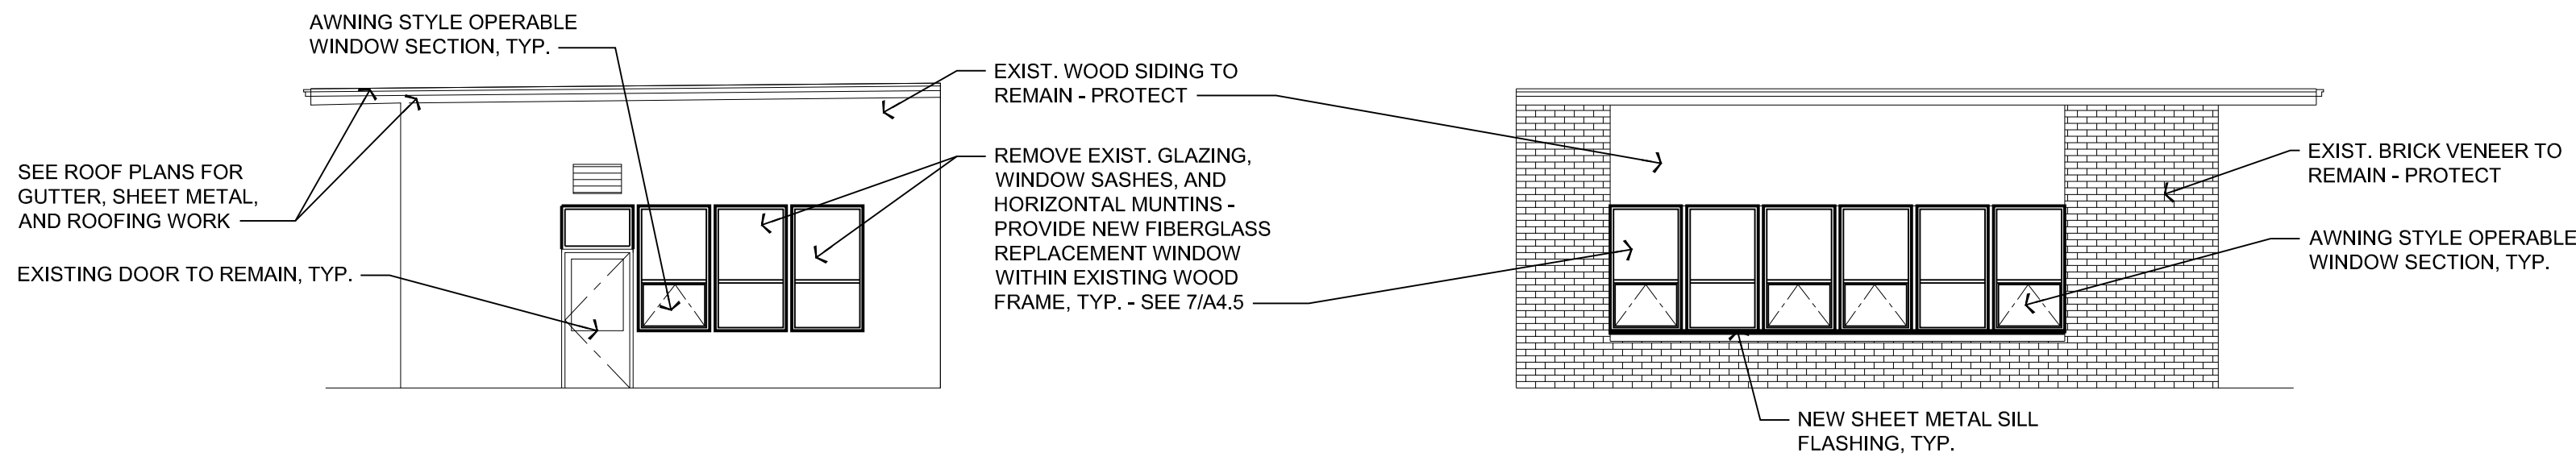 AWNING STYLE OPERABLE
WINDOW SECTION, TYP.
SEE ROOF PLANS FOR
GUTTER, SHEET METAL,
AND ROOFING WORK
EXISTING DOOR TO REMAIN, TYP.
EXIST. WOOD SIDING TO
REMAIN - PROTECT
REMOVE EXIST. GLAZING,
WINDOW SASHES, AND
HORIZONTAL MUNTINS -
PROVIDE NEW FIBERGLASS
REPLACEMENT WINDOW
WITHIN EXISTING WOOD
FRAME, TYP. - SEE 7/A4.5
EXIST. BRICK VENEER TO
REMAIN - PROTECT
AWNING STYLE OPERABLE
WINDOW SECTION, TYP.
NEW SHEET METAL SILL
FLASHING, TYP.